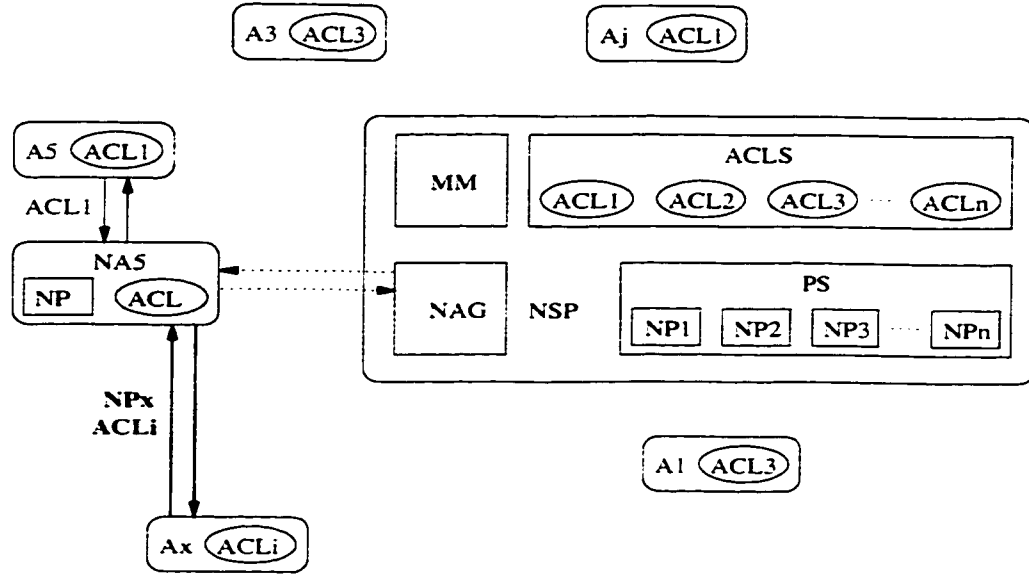 A3 ACL3
Aj ACL1
A5 ACL1
ACL1
NA5
NP ACL
NPx
ACLi
Ax ACLi
MM
ACLS
ACL1 ACL2 ACL3 ..... ACLn
NAG
NSP
PS
NP1 NP2 NP3 ..... NPn
A1 ACL3